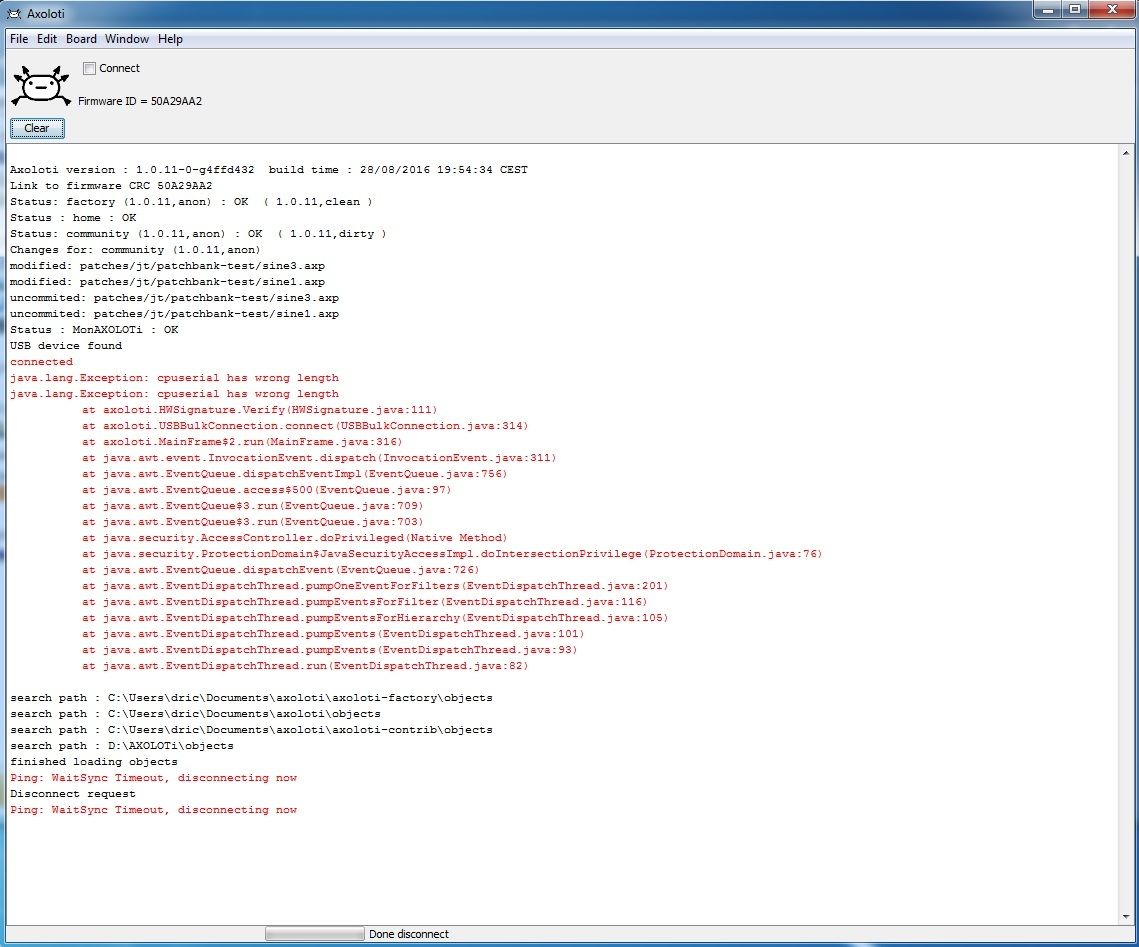 Axoloti
File Edit Board Window Help
Connect
Firmware ID = 50A29AA2
Clear
Axoloti version : 1.0.11-0-g4ffd432  build time : 28/08/2016 19:54:34 CEST
Link to firmware CRC 50A29AA2
Status: factory (1.0.11,anon) : OK  ( 1.0.11,clean )
Status : home : OK
Status: community (1.0.11,anon) : OK  ( 1.0.11,dirty )
Changes for: community (1.0.11,anon)
modified: patches/jt/patchbank-test/sine3.axp
modified: patches/jt/patchbank-test/sine1.axp
uncommited: patches/jt/patchbank-test/sine3.axp
uncommited: patches/jt/patchbank-test/sine1.axp
Status : MonAXOLOTi : OK
USB device found
connected
java.lang.Exception: cpuserial has wrong length
java.lang.Exception: cpuserial has wrong length
at axoloti.HWSignature.Verify(HWSignature.java:111)
at axoloti.USBBulkConnection.connect(USBBulkConnection.java:314)
at axoloti.MainFrame$2.run(MainFrame.java:316)
at java.awt.event.InvocationEvent.dispatch(InvocationEvent.java:311)
at java.awt.EventQueue.dispatchEventImpl(EventQueue.java:756)
at java.awt.EventQueue.access$500(EventQueue.java:97)
at java.awt.EventQueue$3.run(EventQueue.java:709)
at java.awt.EventQueue$3.run(EventQueue.java:703)
at java.security.AccessController.doPrivileged(Native Method)
at java.security.ProtectionDomain$JavaSecurityAccessImpl.doIntersectionPrivilege(ProtectionDomain.java:76)
at java.awt.EventQueue.dispatchEvent(EventQueue.java:726)
at java.awt.EventDispatchThread.pumpOneEventForFilters(EventDispatchThread.java:201)
at java.awt.EventDispatchThread.pumpEventsForFilter(EventDispatchThread.java:116)
at java.awt.EventDispatchThread.pumpEventsForHierarchy(EventDispatchThread.java:105)
at java.awt.EventDispatchThread.pumpEvents(EventDispatchThread.java:101)
at java.awt.EventDispatchThread.pumpEvents(EventDispatchThread.java:93)
at java.awt.EventDispatchThread.run(EventDispatchThread.java:82)
search path : C:\Users\dric\Documents\axoloti\axoloti-factory\objects
search path : C:\Users\dric\Documents\axoloti\objects
search path : C:\Users\dric\Documents\axoloti\axoloti-contrib\objects
search path : D:\AXOLOTi\objects
finished loading objects
Ping: WaitSync Timeout, disconnecting now
Disconnect request
Ping: WaitSync Timeout, disconnecting now
Done disconnect